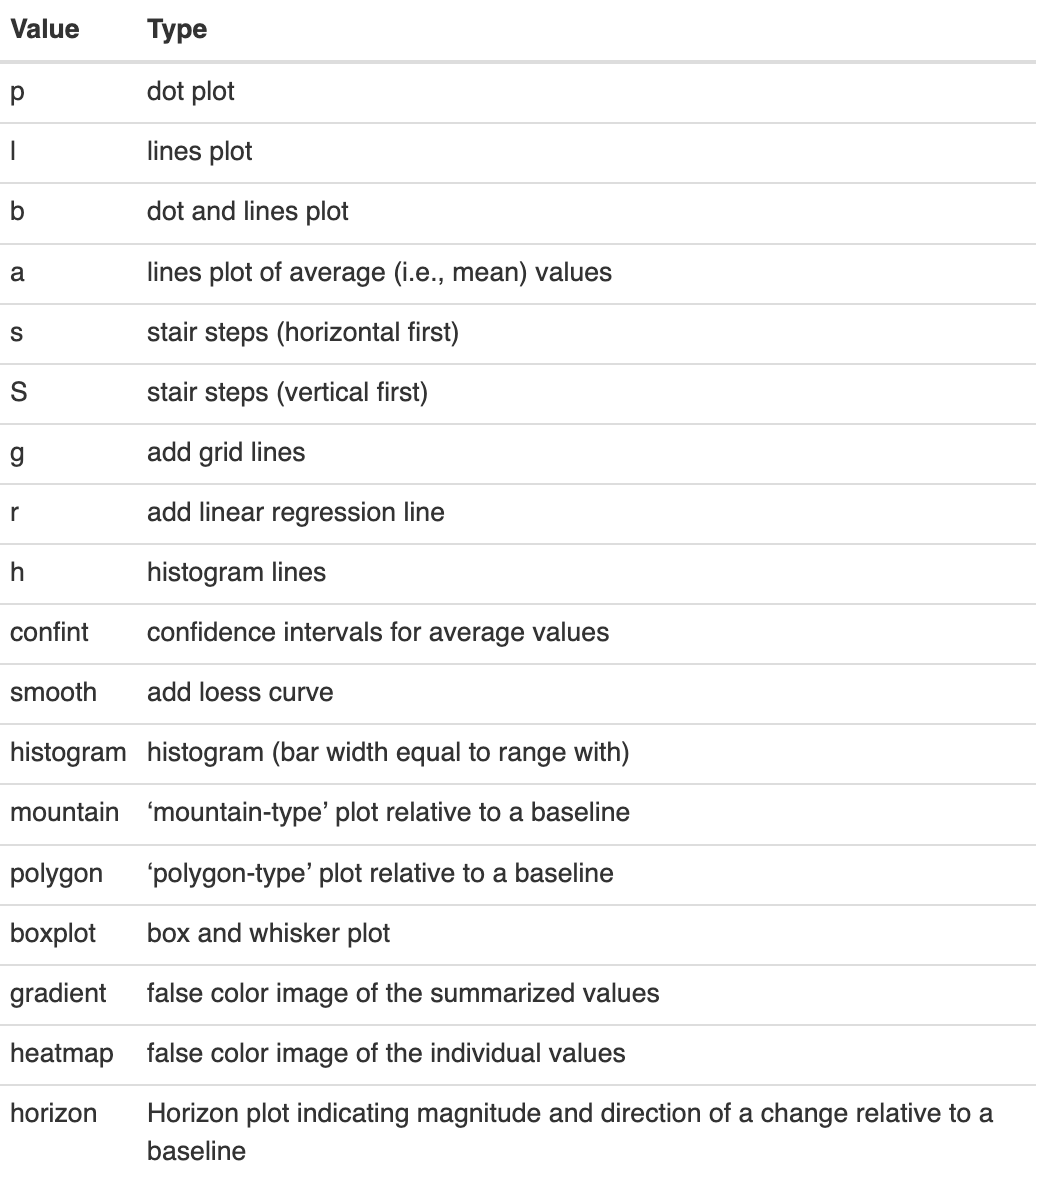 Value Type
p dot plot
l lines plot
b dot and lines plot
a lines plot of average (i.e., mean) values
s stair steps (horizontal first)
S stair steps (vertical first)
g add grid lines
r add linear regression line
h histogram lines
confint confidence intervals for average values
smooth add loess curve
histogram histogram (bar width equal to range with)
mountain ‘mountain-type’ plot relative to a baseline
polygon ‘polygon-type’ plot relative to a baseline
boxplot box and whisker plot
gradient false color image of the summarized values
heatmap false color image of the individual values
horizon Horizon plot indicating magnitude and direction of a change relative to a
baseline